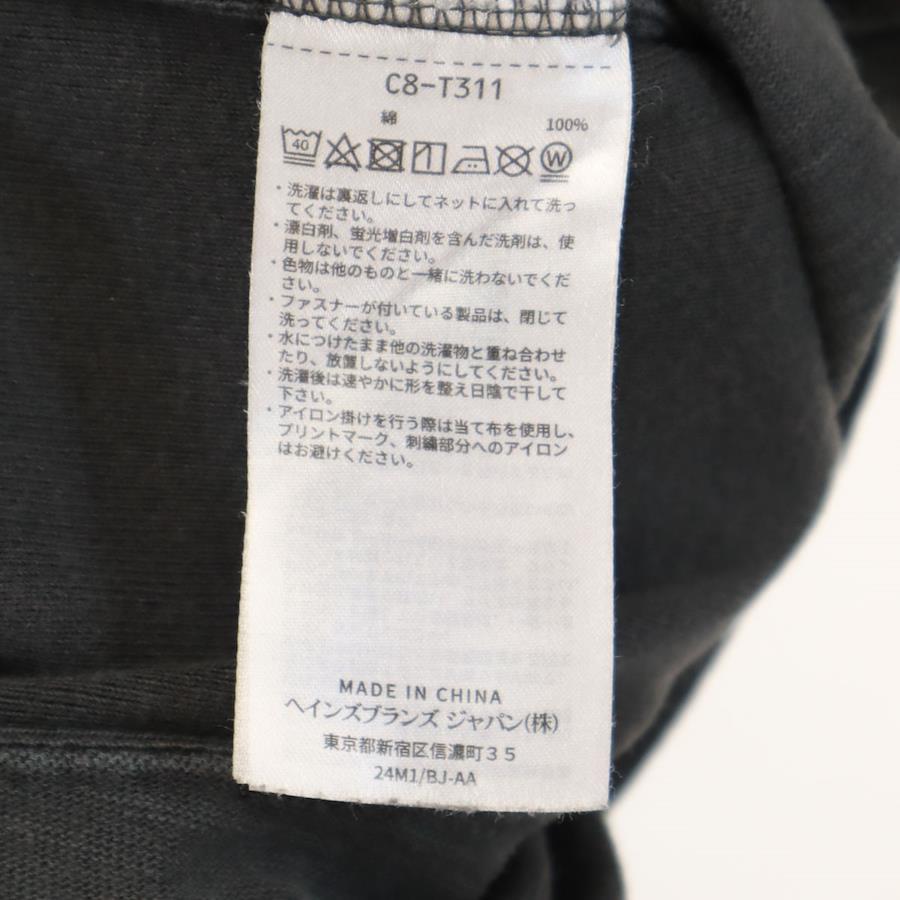 C8-T311
綿 100%
40 W
・洗濯は裏返しにしてネットに入れて洗っ
てください。
・漂白剤、蛍光増白剤を含んだ洗剤は、使
用しないでください。
・色物は他のものと一緒に洗わないでくだ
さい。
・ファスナーが付いている製品は、閉じて
洗ってください。
・水につけたまま他の洗濯物と重ね合わせ
たり、放置しないようにしてください。
・洗濯後は速やかに形を整え日陰で干して
下さい。
・アイロン掛けを行う際は当て布を使用し、
プリントマーク、刺繍部分へのアイロン
はお避けください。
MADE IN CHINA
ヘインズブランズ ジャパン(株)
東京都新宿区信濃町35
24M1/BJ-AA